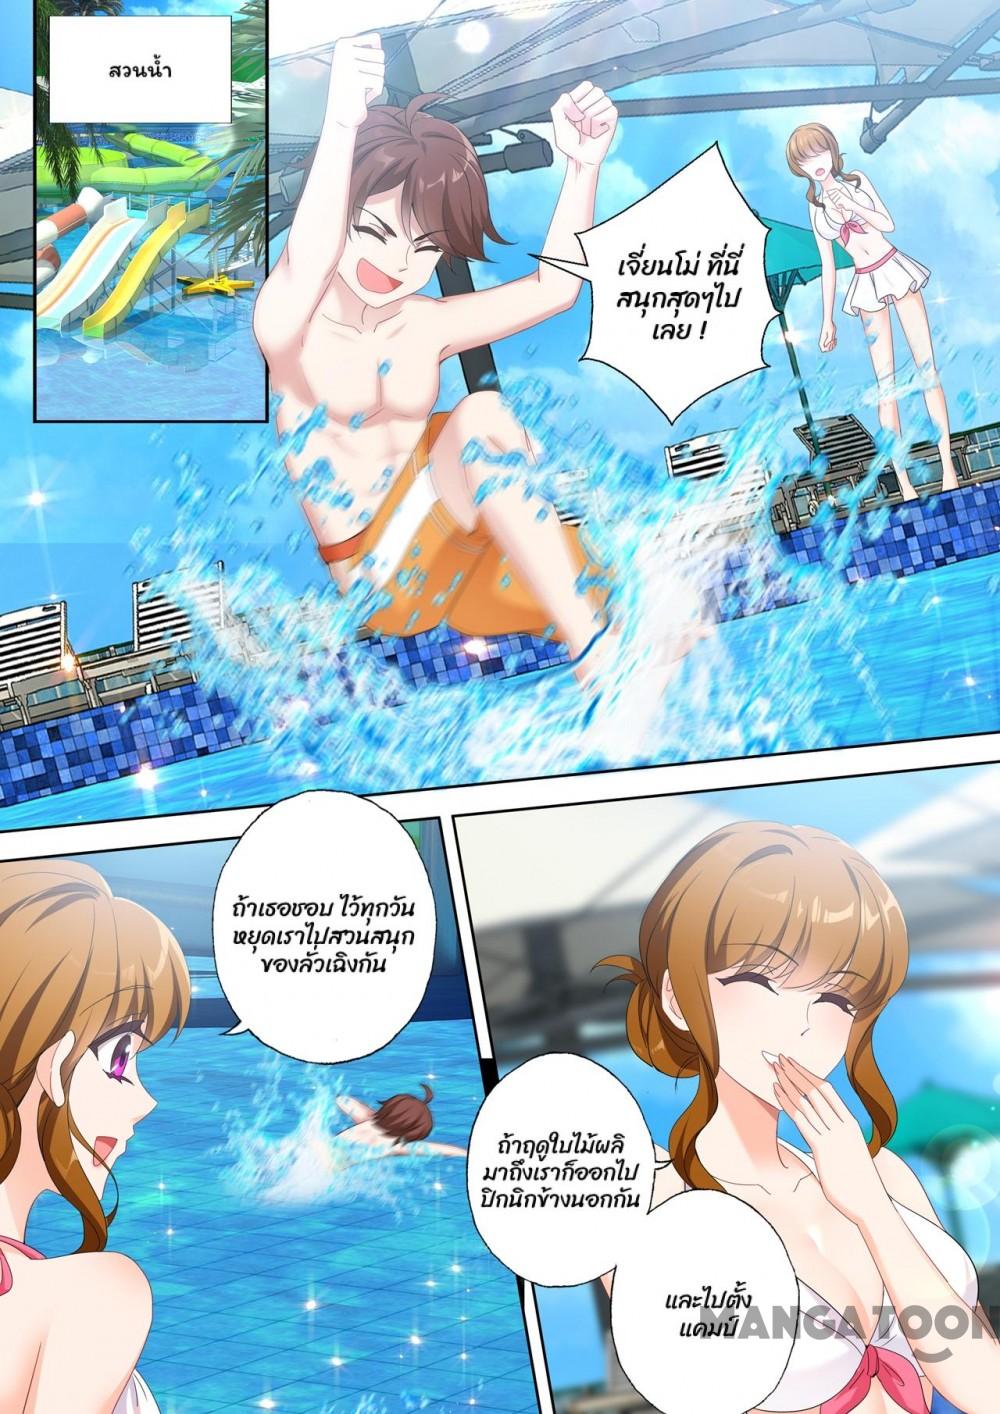 สวนน้ำ
เจี่ยนโม่ ที่นี่
สนุกสุดๆไป
เลย !
ถ้าเธอชอบ ไว้ทุกวัน
หยุดเราไปสวนสนุก
ของลั่วเฉิงกัน
ถ้าฤดูใบไม้ผลิ
มาถึงเราก็ออกไป
ปิกนิกข้างนอกกัน
และไปตั้ง
แคมป์
MANGATOON